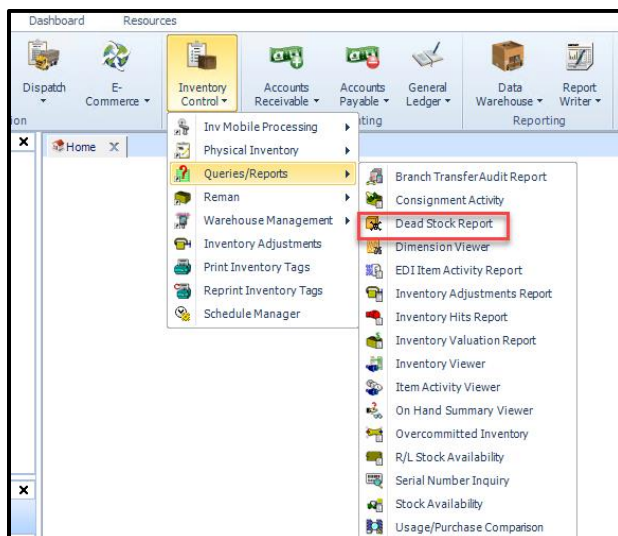 Dashboard Resources
Dispatch E- Commerce Inventory Control Accounts Receivable Accounts Payable General Ledger Data Warehouse Report Writer
ion ting Reporting
Home
Inv Mobile Processing
Physical Inventory
Queries/Reports
Reman
Warehouse Management
Inventory Adjustments
Print Inventory Tags
Reprint Inventory Tags
Schedule Manager
Branch TransferAudit Report
Consignment Activity
Dead Stock Report
Dimension Viewer
EDI Item Activity Report
Inventory Adjustments Report
Inventory Hits Report
Inventory Valuation Report
Inventory Viewer
Item Activity Viewer
On Hand Summary Viewer
Overcommitted Inventory
R/L Stock Availability
Serial Number Inquiry
Stock Availability
Usage/Purchase Comparison